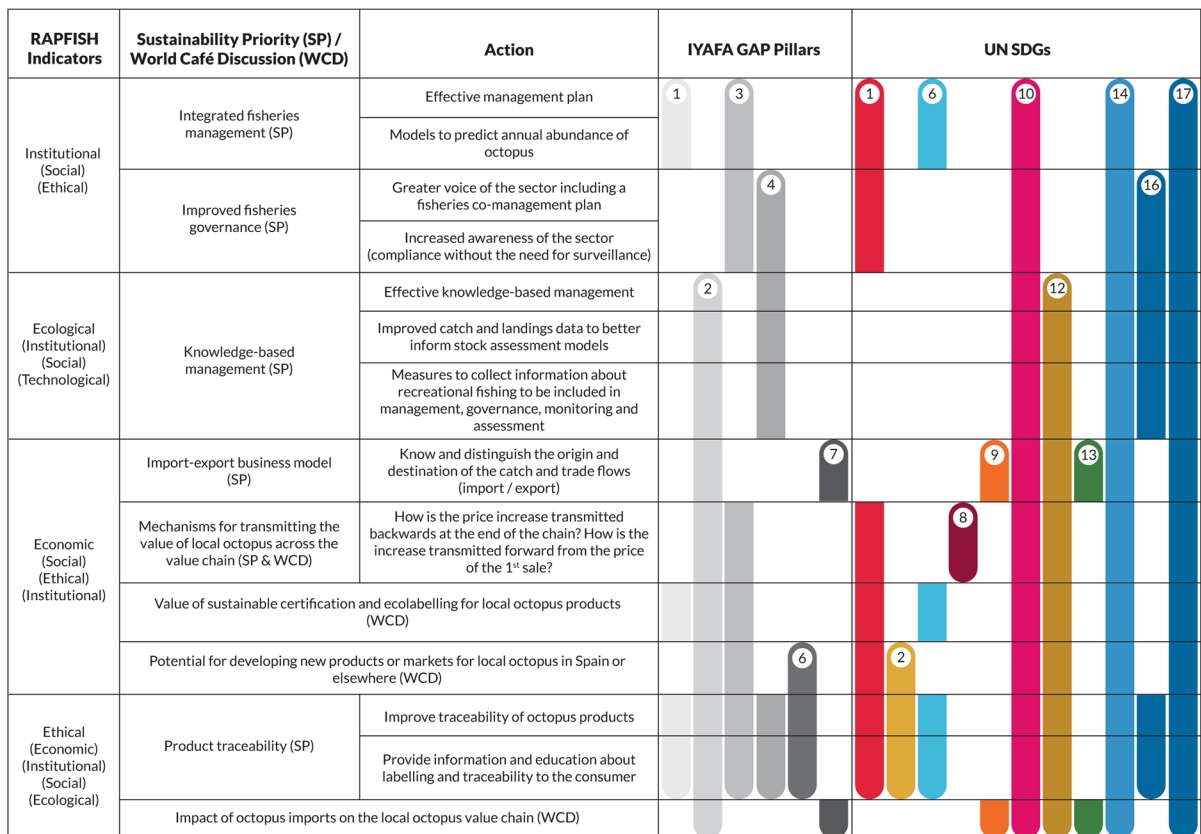 RAPFISH
Indicators
Sustainability Priority (SP) /
World Café Discussion (WCD)
Action
IYAFA GAP Pillars
UN SDGs
1
3
1
6
10
14
17
Institutional
(Social)
(Ethical)
Integrated fisheries
management (SP)
Effective management plan
Models to predict annual abundance of
octopus
4
16
Improved fisheries
governance (SP)
Greater voice of the sector including a
fisheries co-management plan
Increased awareness of the sector
(compliance without the need for surveillance)
2
12
Ecological
(Institutional)
(Social)
(Technological)
Knowledge-based
management (SP)
Effective knowledge-based management
Improved catch and landings data to better
inform stock assessment models
Measures to collect information about
recreational fishing to be included in
management, governance, monitoring and
assessment
7
9
13
Economic
(Social)
(Ethical)
(Institutional)
Import-export business model
(SP)
Know and distinguish the origin and
destination of the catch and trade flows
(import / export)
8
Mechanisms for transmitting the
value of local octopus across the
value chain (SP & WCD)
How is the price increase transmitted
backwards at the end of the chain? How is the
increase transmitted forward from the price
of the 1st sale?
Value of sustainable certification and ecolabelling for local octopus products
(WCD)
Potential for developing new products or markets for local octopus in Spain or
elsewhere (WCD)
6
2
Ethical
(Economic)
(Institutional)
(Social)
(Ecological)
Product traceability (SP)
Improve traceability of octopus products
Provide information and education about
labelling and traceability to the consumer
Impact of octopus imports on the local octopus value chain (WCD)